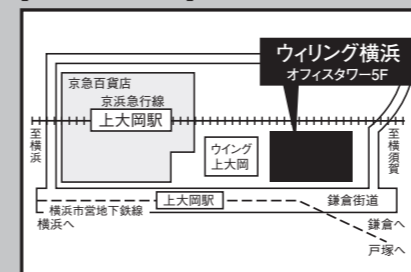 ウィリング横浜
オフィスタワー5F
京急百貨店
京浜急行線
上大岡駅
至横浜
ウイング
上大岡
至横須賀
上大岡駅
鎌倉街道
横浜市営地下鉄線
横浜へ
鎌倉へ
戸塚へ